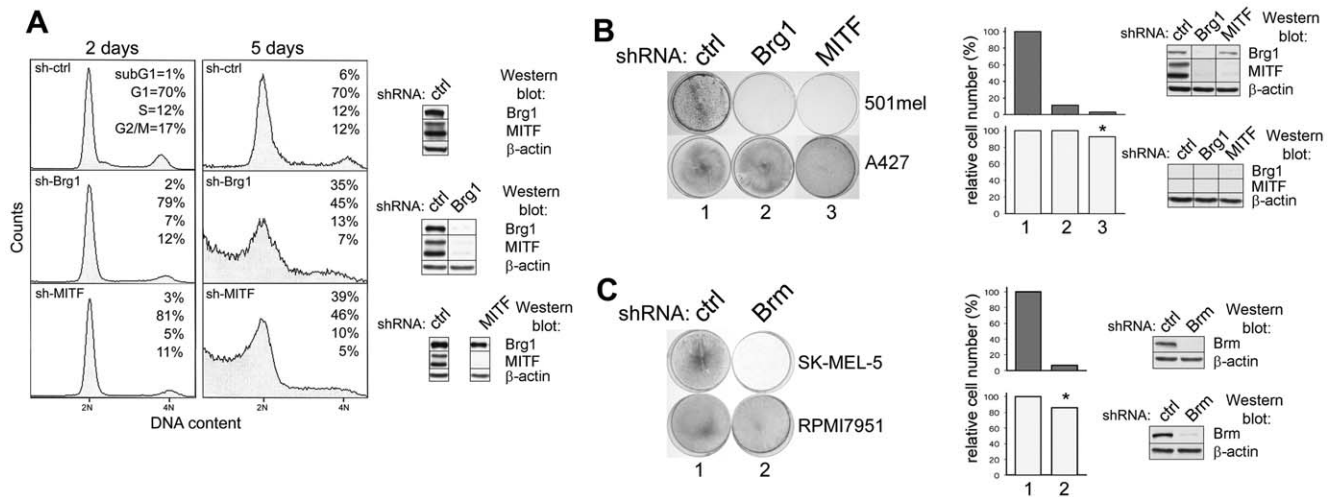 A
2 days
5 days
sh-ctrl
subG1=1%
G1=70%
S=12%
G2/M=17%
sh-ctrl
6%
70%
12%
12%
sh-Brg1
2%
79%
7%
12%
sh-Brg1
35%
45%
13%
7%
sh-MITF
3%
81%
5%
11%
sh-MITF
39%
46%
10%
5%
Counts
2N 4N 2N 4N
DNA content
shRNA: ctrl Western blot:
Brg1
MITF
β-actin
shRNA: ctrl Brg1 Western blot:
Brg1
MITF
β-actin
shRNA: ctrl MITF Western blot:
Brg1
MITF
β-actin
B
shRNA: ctrl Brg1 MITF
501mel
A427
1 2 3
relative cell number (%)
100
80
60
40
20
0
100
80
60
40
20
0
*
1 2 3
shRNA: ctrl Brg1 MITF Western blot:
Brg1
MITF
β-actin
shRNA: ctrl Brg1 MITF Western blot:
Brg1
MITF
β-actin
C
shRNA: ctrl Brm
SK-MEL-5
RPMI7951
1 2
relative cell number (%)
100
80
60
40
20
0
100
80
60
40
20
0
*
1 2
shRNA: ctrl Brm Western blot:
Brm
β-actin
shRNA: ctrl Brm Western blot:
Brm
β-actin